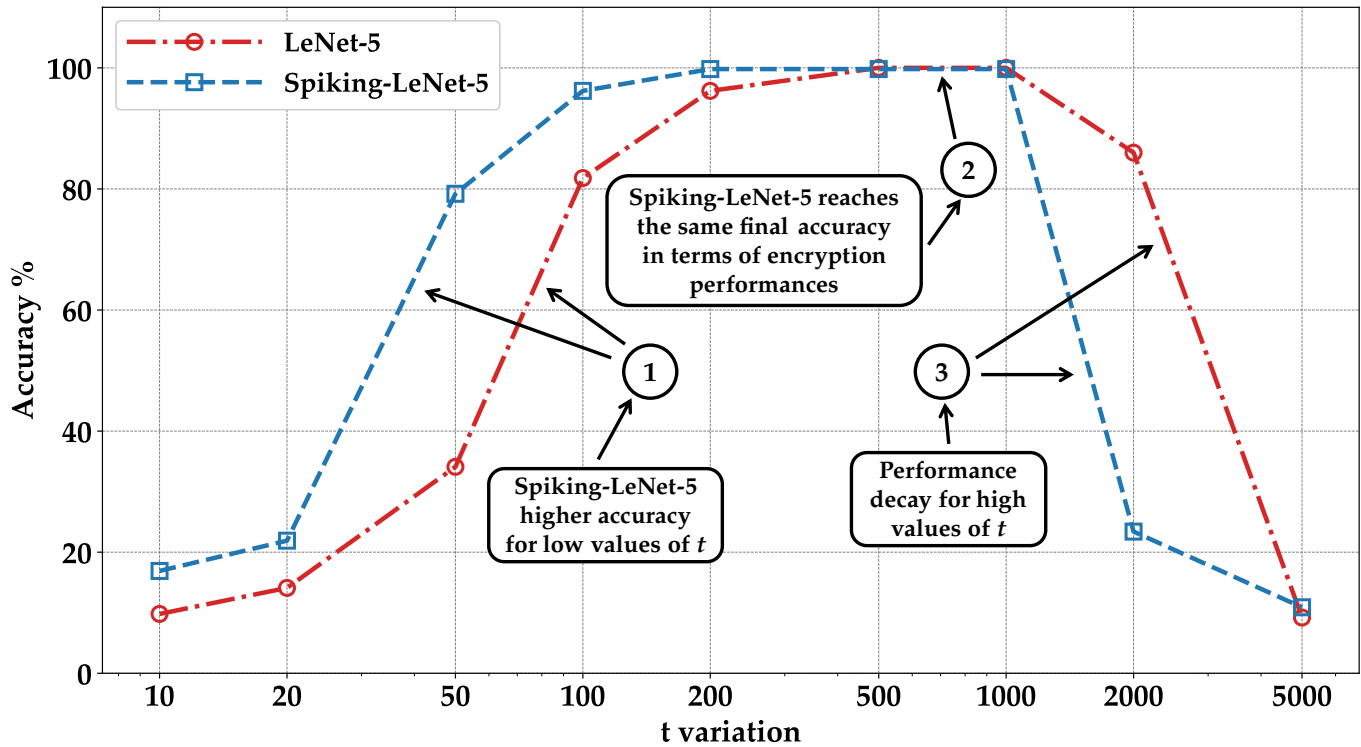 LeNet-5
Spiking-LeNet-5
Accuracy %
100
80
60
40
20
0
2
Spiking-LeNet-5 reaches
the same final accuracy
in terms of encryption
performances
1
3
Spiking-LeNet-5
higher accuracy
for low values of t
Performance
decay for high
values of t
10 20 50 100 200 500 1000 2000 5000
t variation